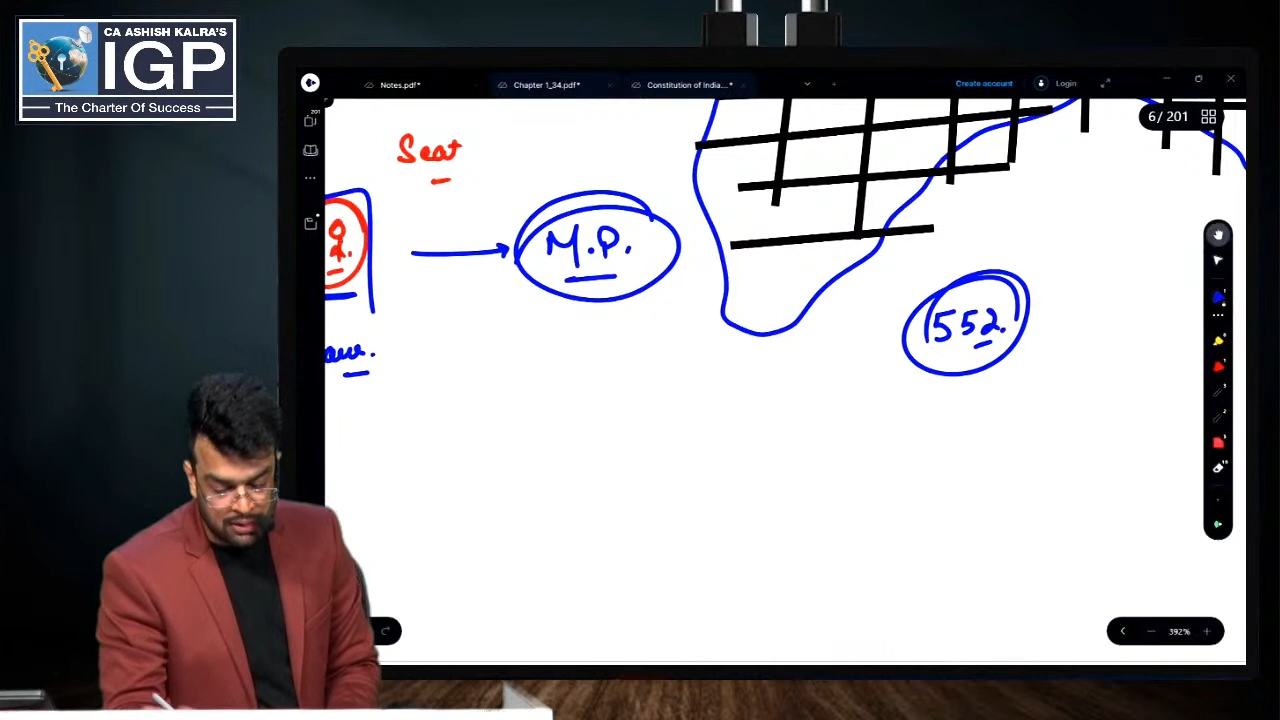 CA ASHISH KALRA'S
IGP
The Charter Of Success
Notes.pdf*
Chapter 1_34.pdf*
Constitution of India....*
Create account
Login
6 / 201
Seat
M.P.
552.
392%